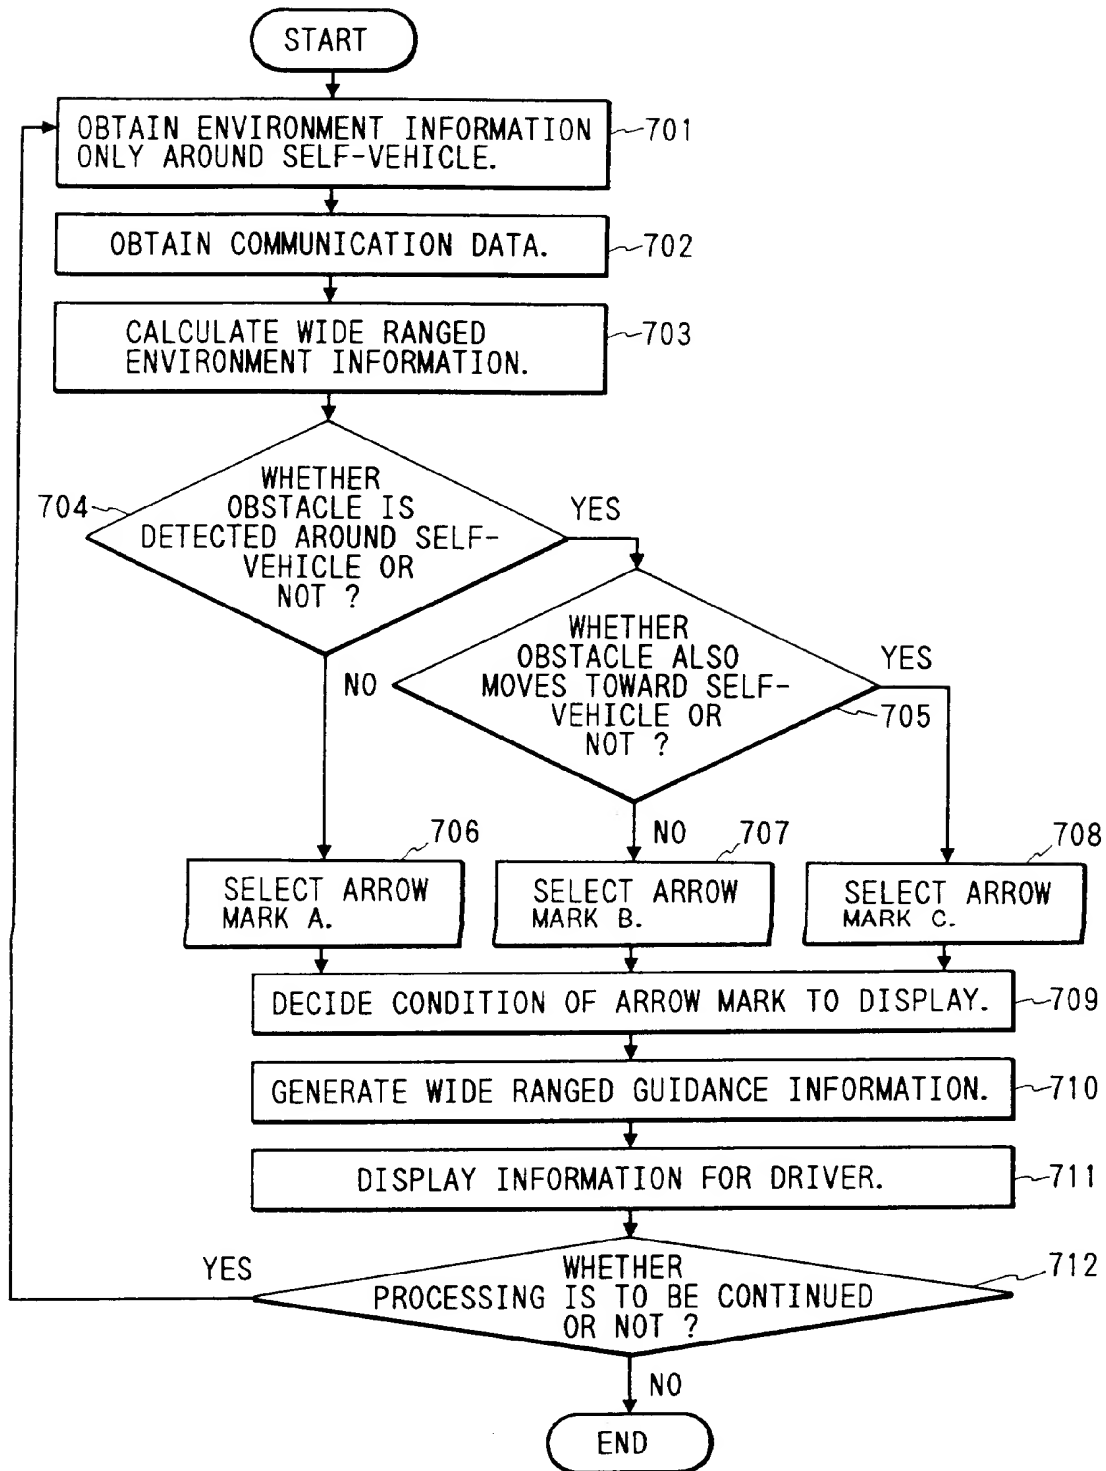 START
OBTAIN ENVIRONMENT INFORMATION
ONLY AROUND SELF-VEHICLE.
701
OBTAIN COMMUNICATION DATA.
702
CALCULATE WIDE RANGED
ENVIRONMENT INFORMATION.
703
WHETHER
OBSTACLE IS
DETECTED AROUND SELF-
VEHICLE OR
NOT ?
704
YES
NO
WHETHER
OBSTACLE ALSO
MOVES TOWARD SELF-
VEHICLE OR
NOT ?
YES
705
NO
706
SELECT ARROW
MARK A.
707
SELECT ARROW
MARK B.
708
SELECT ARROW
MARK C.
DECIDE CONDITION OF ARROW MARK TO DISPLAY.
709
GENERATE WIDE RANGED GUIDANCE INFORMATION.
710
DISPLAY INFORMATION FOR DRIVER.
711
YES
WHETHER
PROCESSING IS TO BE CONTINUED
OR NOT ?
712
NO
END